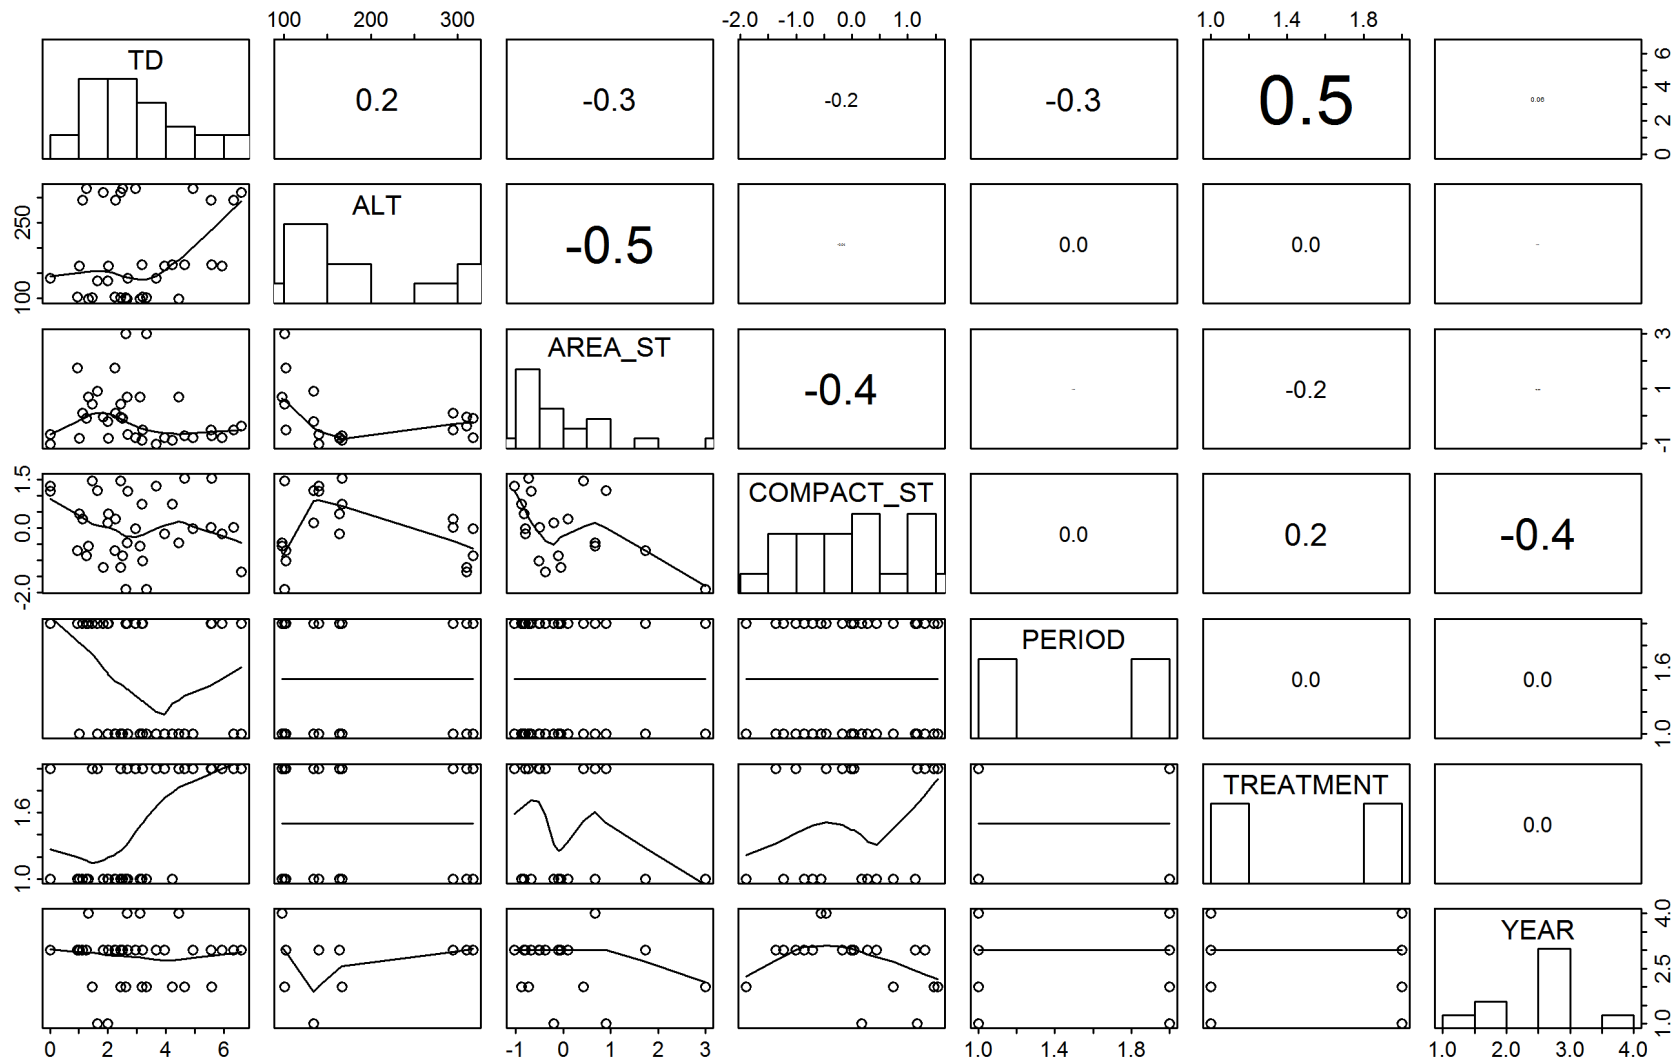 100 200 300 -2.0 -1.0 0.0 1.0 1.0 1.4 1.8
TD 0.2 -0.3 -0.2 -0.3 0.5 0.06 0 2 4 6
100 250 ALT -0.5 0.0 0.0
AREA_ST -0.4 -0.2 -1 1 3
-2.0 0.0 1.5 COMPACT_ST 0.0 0.2 -0.4
PERIOD 0.0 0.0 1.0 1.6
1.0 1.6 TREATMENT 0.0
YEAR 1.0 2.5 4.0
0 2 4 6 -1 0 1 2 3 1.0 1.4 1.8 1.0 2.0 3.0 4.0